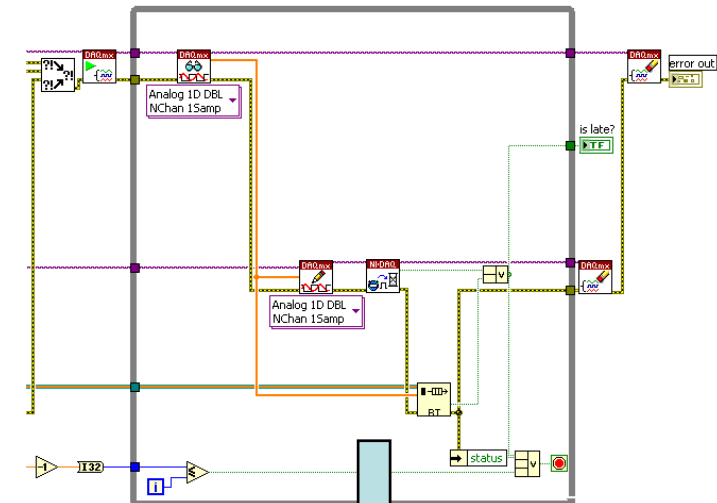 DAQmx
DAQmx
DAQmx
error out
?!
?!
?!
Analog 1D DBL
NChan 1Samp
is late?
TF
DAQmx
NI-DAQ
DAQmx
V
Analog 1D DBL
NChan 1Samp
RT
status
V
-1
I32
≤
i